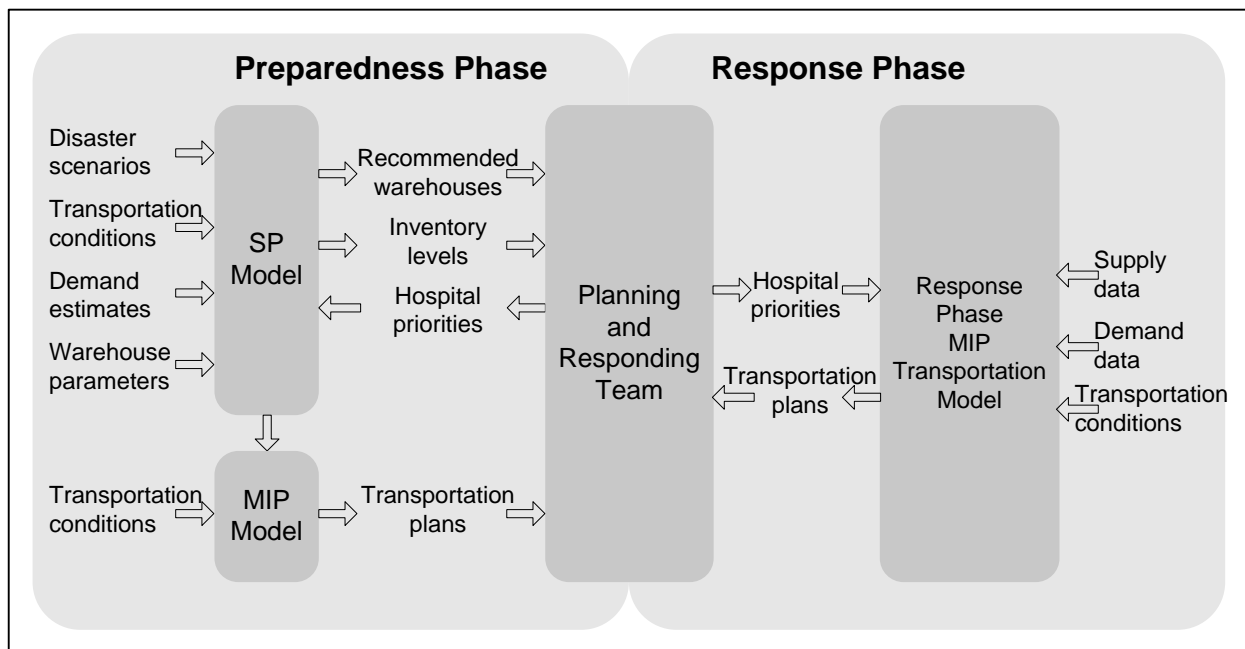 Preparedness Phase
Response Phase
Disaster
scenarios
Transportation
conditions
Demand
estimates
Warehouse
parameters
SP
Model
Recommended
warehouses
Inventory
levels
Hospital
priorities
Transportation
conditions
MIP
Model
Transportation
plans
Planning
and
Responding
Team
Hospital
priorities
Transportation
plans
Response
Phase
MIP
Transportation
Model
Supply
data
Demand
data
Transportation
conditions